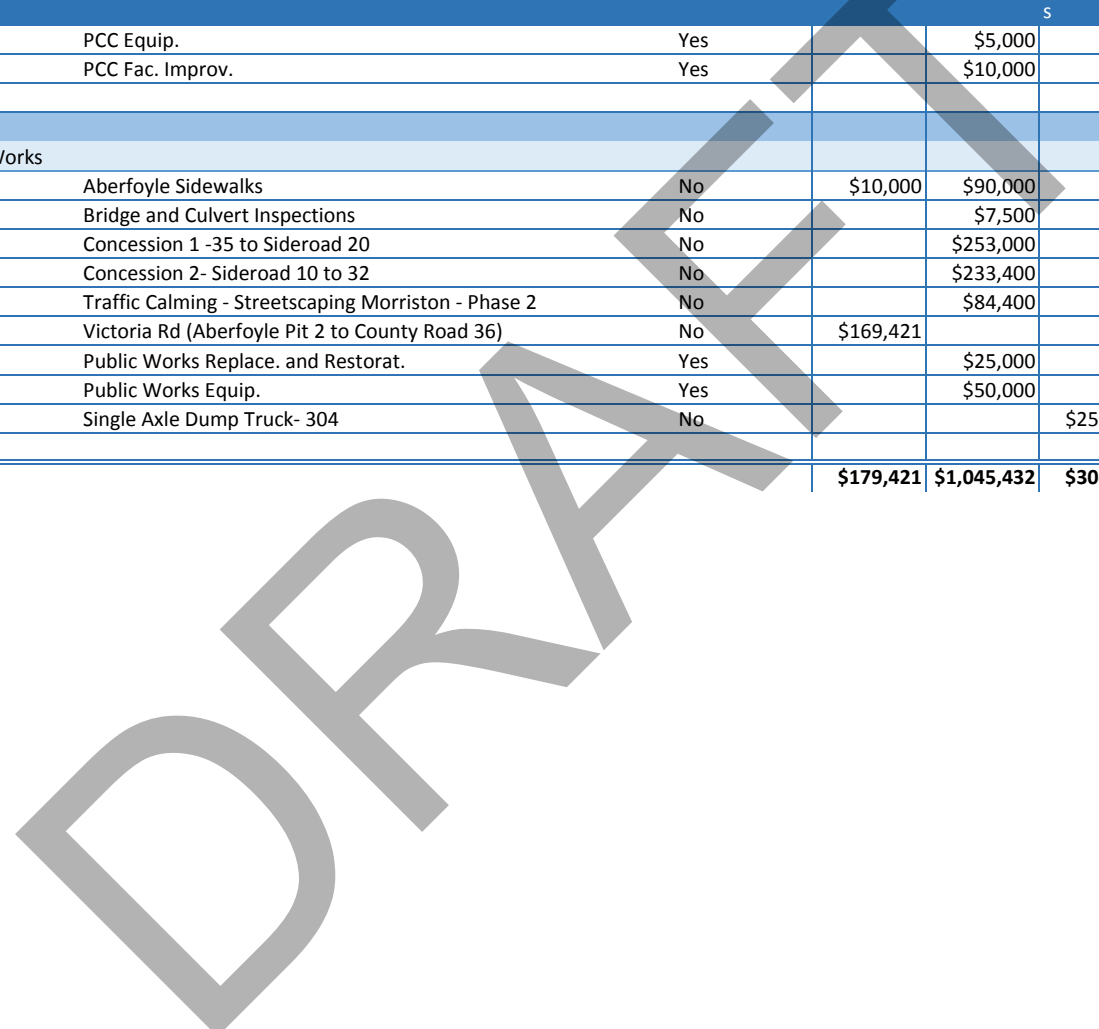 s
PCC Equip. Yes $5,000
PCC Fac. Improv. Yes $10,000
Works
Aberfoyle Sidewalks No $10,000 $90,000
Bridge and Culvert Inspections No $7,500
Concession 1 -35 to Sideroad 20 No $253,000
Concession 2- Sideroad 10 to 32 No $233,400
Traffic Calming - Streetscaping Morriston - Phase 2 No $84,400
Victoria Rd (Aberfoyle Pit 2 to County Road 36) No $169,421
Public Works Replace. and Restorat. Yes $25,000
Public Works Equip. Yes $50,000
Single Axle Dump Truck- 304 No $25
$179,421 $1,045,432 $30
DRAFT